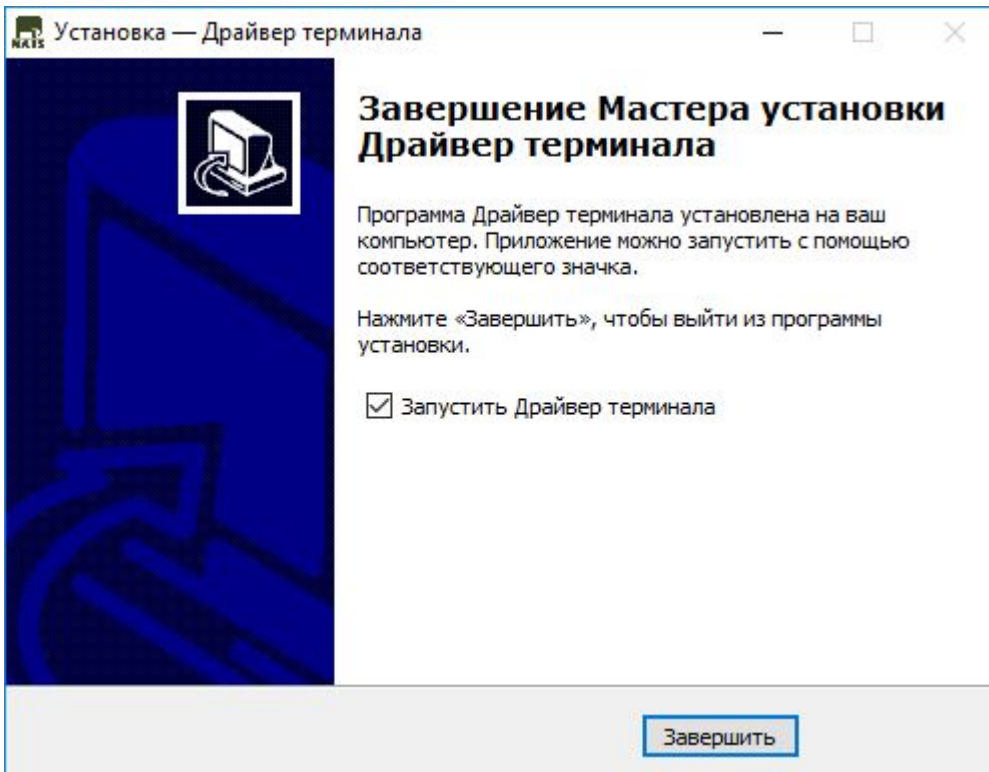 NKTS
Установка — Драйвер терминала
Завершение Мастера установки
Драйвер терминала
Программа Драйвер терминала установлена на ваш
компьютер. Приложение можно запустить с помощью
соответствующего значка.
Нажмите «Завершить», чтобы выйти из программы
установки.
Запустить Драйвер терминала
Завершить